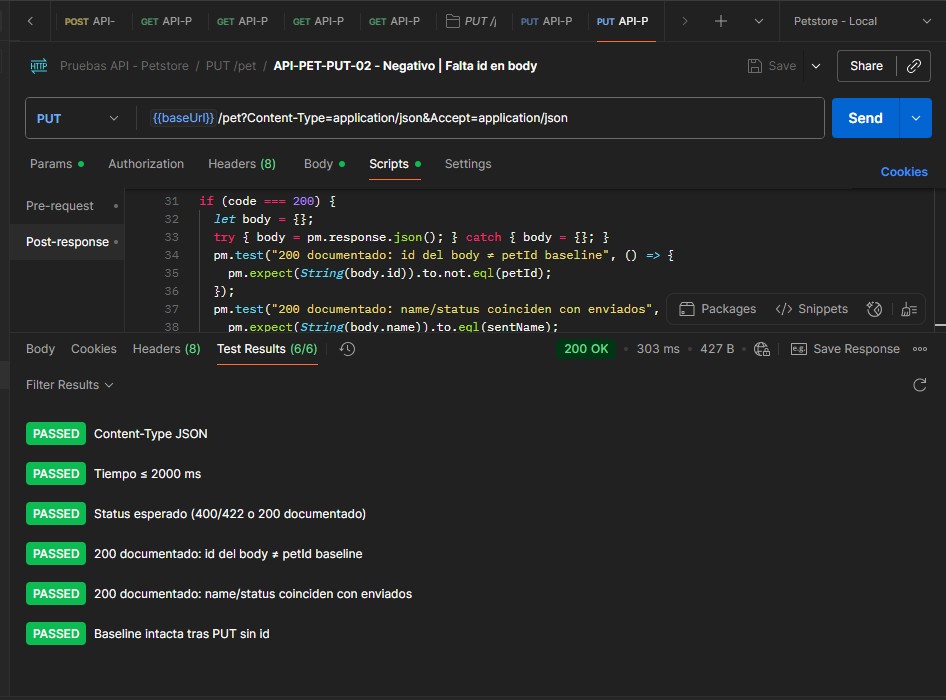 POST API- GET API-P GET API-P GET API-P GET API-P PUT / PUT API-P PUT API-P Petstore - Local
HTTP Pruebas API - Petstore / PUT /pet / API-PET-PUT-02 - Negativo | Falta id en body Save Share
PUT {{baseUrl}} /pet?Content-Type=application/json&Accept=application/json Send
Params Authorization Headers (8) Body Scripts Settings Cookies
Pre-request
Post-response
31 if (code === 200) {
32 let body = {};
33 try { body = pm.response.json(); } catch { body = {}; }
34 pm.test("200 documentado: id del body ≠ petId baseline", () => {
35 pm.expect(String(body.id)).to.not.eql(petId);
36 });
37 pm.test("200 documentado: name/status coinciden con enviados",
38 pm.expect(String(body.name)).to.eql(sentName);
Packages Snippets
Body Cookies Headers (8) Test Results (6/6) 200 OK 303 ms 427 B e.g. Save Response
Filter Results
PASSED Content-Type JSON
PASSED Tiempo ≤ 2000 ms
PASSED Status esperado (400/422 o 200 documentado)
PASSED 200 documentado: id del body ≠ petId baseline
PASSED 200 documentado: name/status coinciden con enviados
PASSED Baseline intacta tras PUT sin id